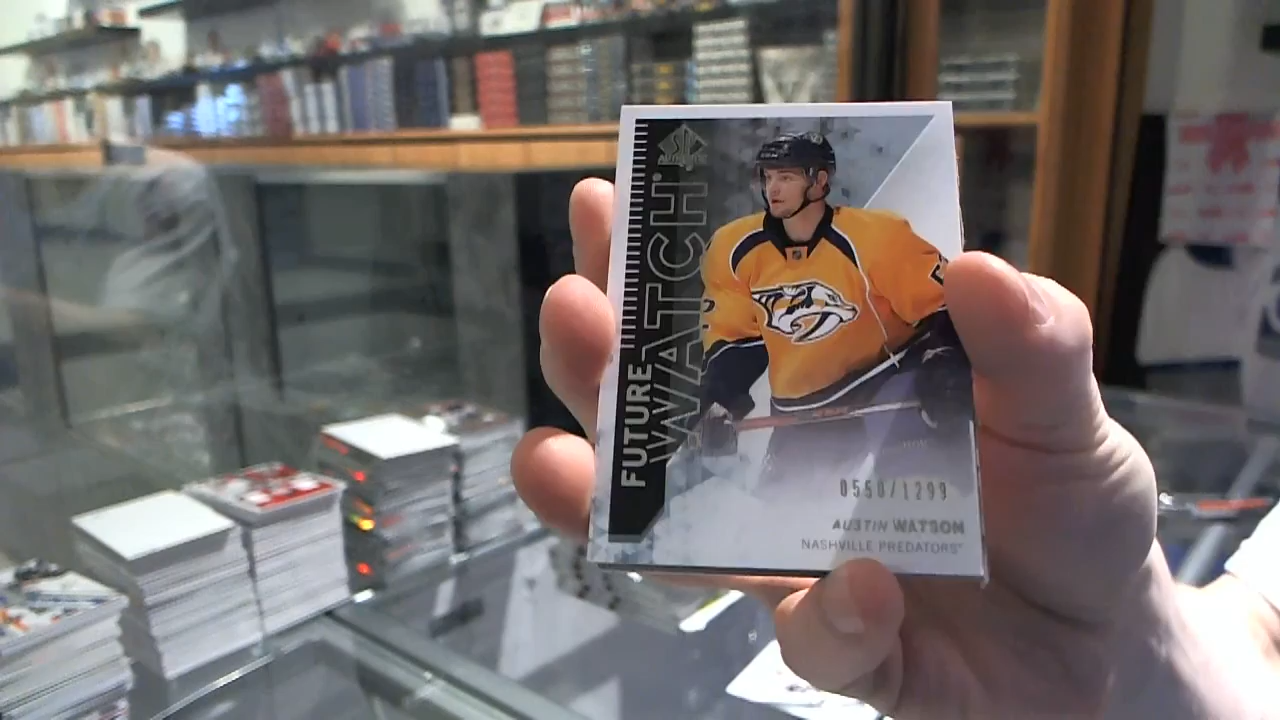 SP
AUTHENTIC
FUTURE
WATCH
0550/1299
AUSTIN WATSON
NASHVILLE PREDATORS